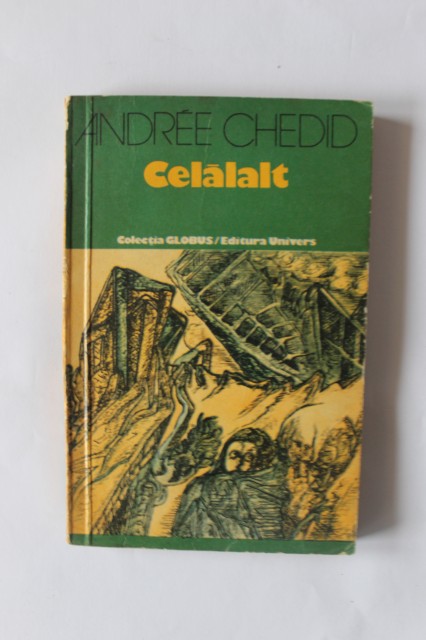 ANDRÉE CHEDID
Celălalt
Colecția GLOBUS/Editura Univers